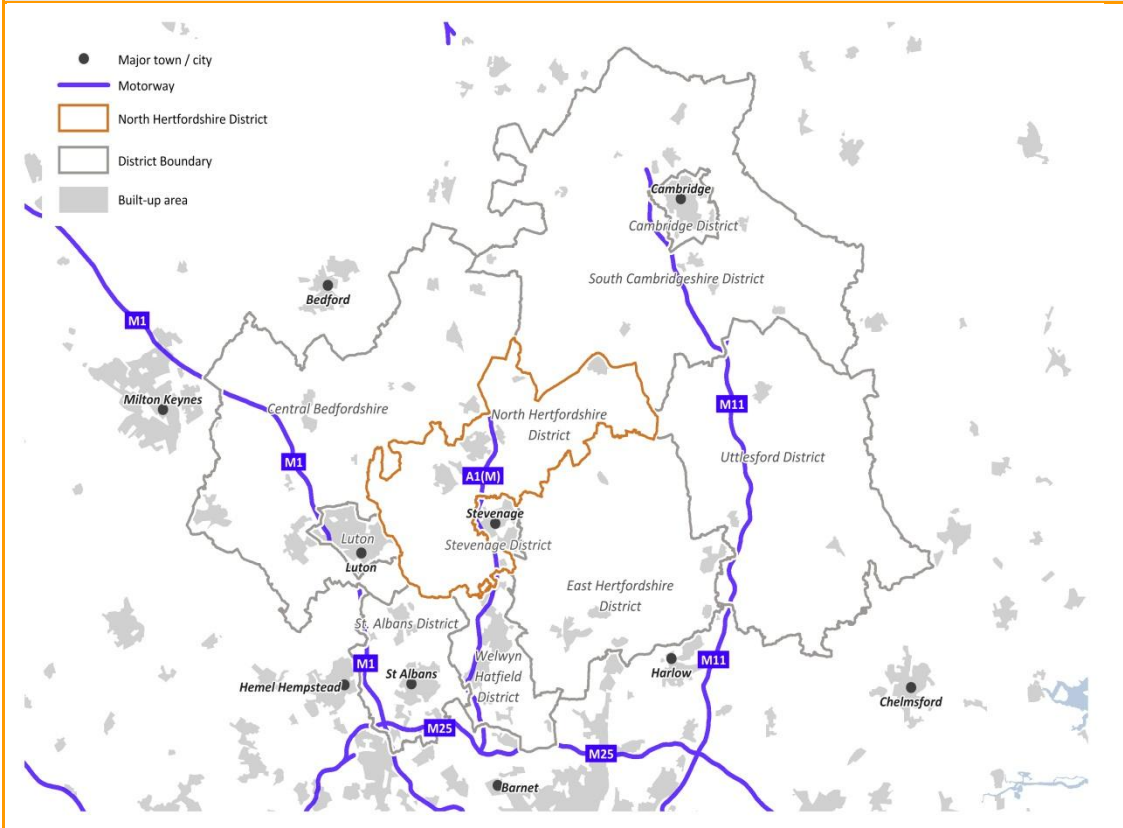 Major town / city
Motorway
North Hertfordshire District
District Boundary
Built-up area
Cambridge
Cambridge District
South Cambridgeshire District
Bedford
M1
Milton Keynes
Central Bedfordshire
North Hertfordshire
District
M11
Uttlesford District
M1
A1(M)
Stevenage
Stevenage District
Luton
Luton
East Hertfordshire
District
St. Albans District
M1
St Albans
Hemel Hempstead
Welwyn
Hatfield
District
Harlow
M11
Chelmsford
M25
M25
Barnet